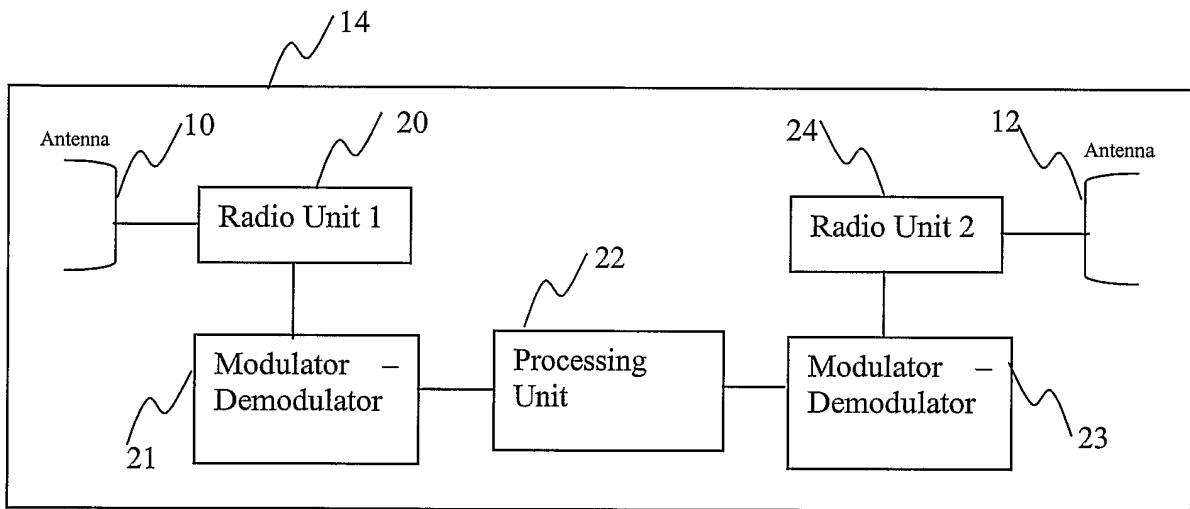 14
10
20
24
12
Antenna
Antenna
Radio Unit 1
Radio Unit 2
22
Modulator –
Demodulator
Processing
Unit
Modulator –
Demodulator
21
23